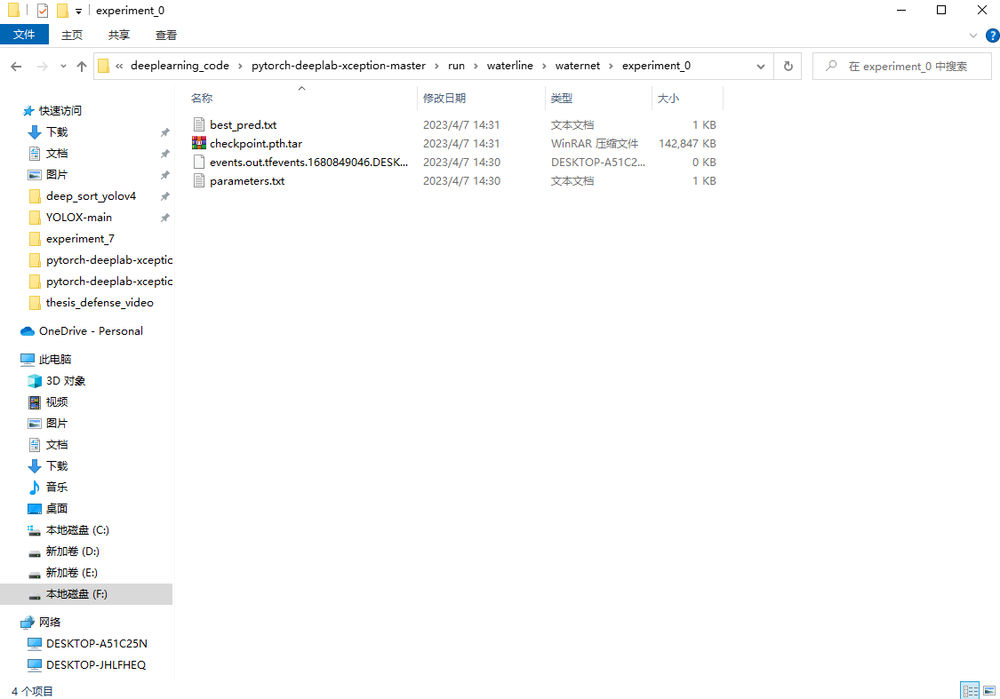 experiment_0
文件 主页 共享 查看
« deeplearning_code › pytorch-deeplab-xception-master › run › waterline › waternet › experiment_0
在 experiment_0 中搜索
名称 修改日期 类型 大小
best_pred.txt 2023/4/7 14:31 文本文档 1 KB
checkpoint.pth.tar 2023/4/7 14:31 WinRAR 压缩文件 142,847 KB
events.out.tfevents.1680849046.DESK... 2023/4/7 14:30 DESKTOP-A51C2... 0 KB
parameters.txt 2023/4/7 14:30 文本文档 1 KB
快速访问
下载
文档
图片
deep_sort_yolov4
YOLOX-main
experiment_7
pytorch-deeplab-xceptic
pytorch-deeplab-xceptic
thesis_defense_video
OneDrive - Personal
此电脑
3D 对象
视频
图片
文档
下载
音乐
桌面
本地磁盘 (C:)
新加卷 (D:)
新加卷 (E:)
本地磁盘 (F:)
网络
DESKTOP-A51C25N
DESKTOP-JHLFHEQ
4 个项目